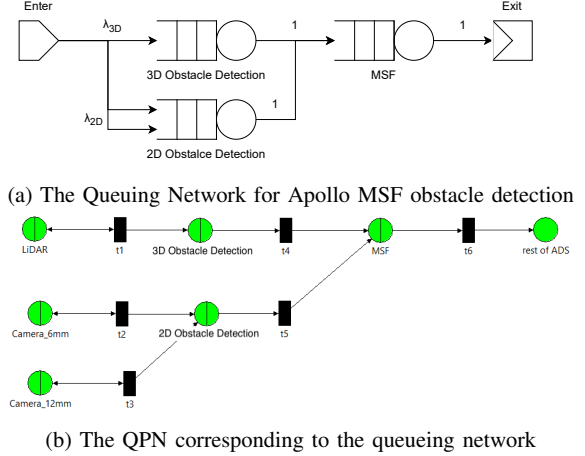 Enter
Exit
λ3D
1
1
3D Obstacle Detection
MSF
1
λ2D
2D Obstalce Detection
(a) The Queuing Network for Apollo MSF obstacle detection
LiDAR
t1
3D Obstacle Detection
t4
MSF
t6
rest of ADS
Camera_6mm
t2
2D Obstacle Detection
t5
Camera_12mm
t3
(b) The QPN corresponding to the queueing network